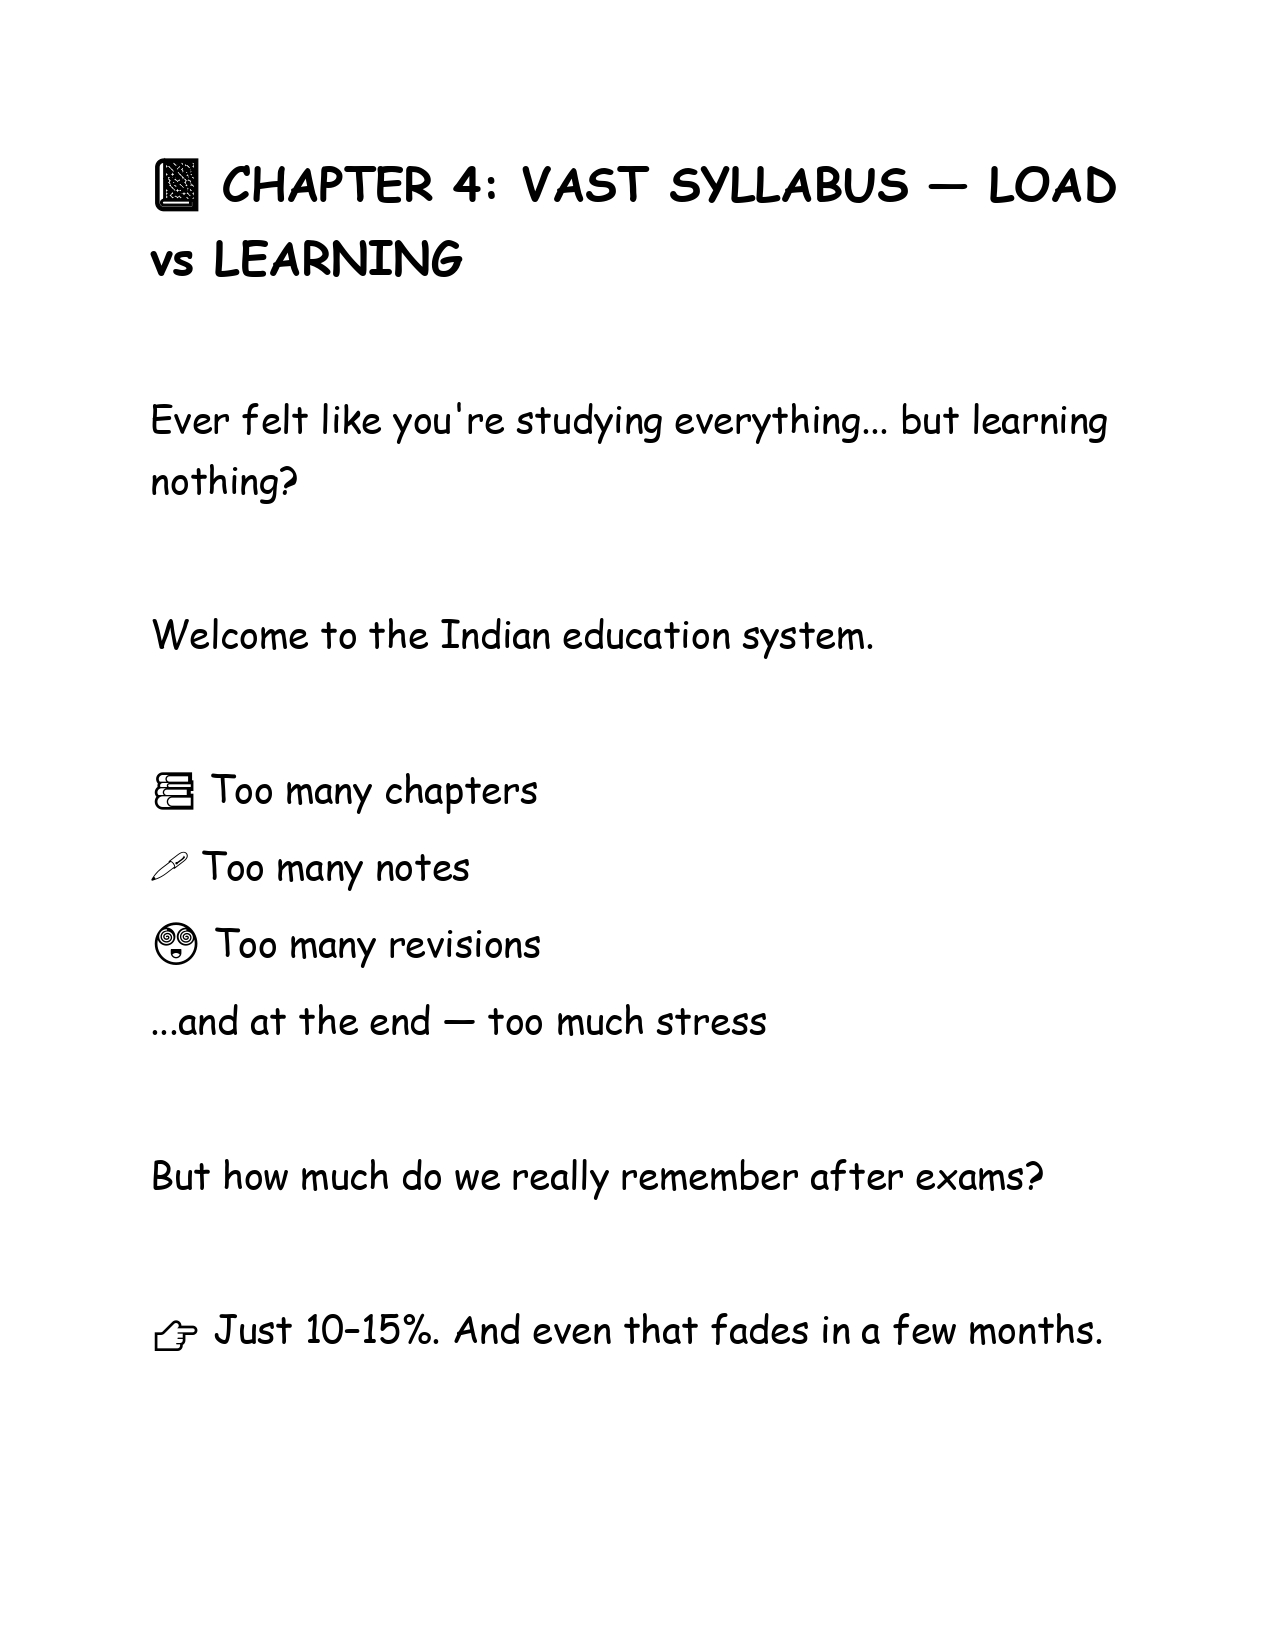 📓 CHAPTER 4: VAST SYLLABUS — LOAD
vs LEARNING
Ever felt like you're studying everything... but learning
nothing?
Welcome to the Indian education system.
📚 Too many chapters
🖊 Too many notes
😵‍💫 Too many revisions
...and at the end — too much stress
But how much do we really remember after exams?
👉 Just 10–15%. And even that fades in a few months.